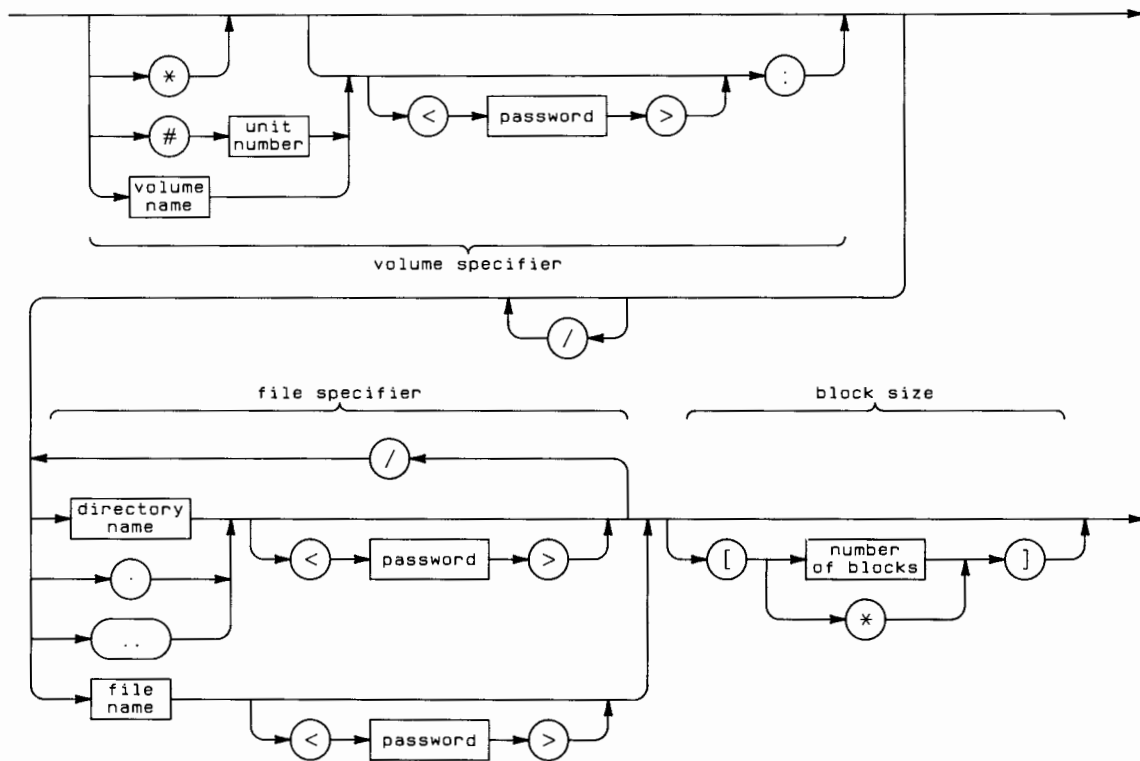 *
:
< password >
# unit
number
volume
name
volume specifier
/
file specifier
block size
/
directory
name
< password >
[ number
of blocks ]
.
*
..
file
name
< password >